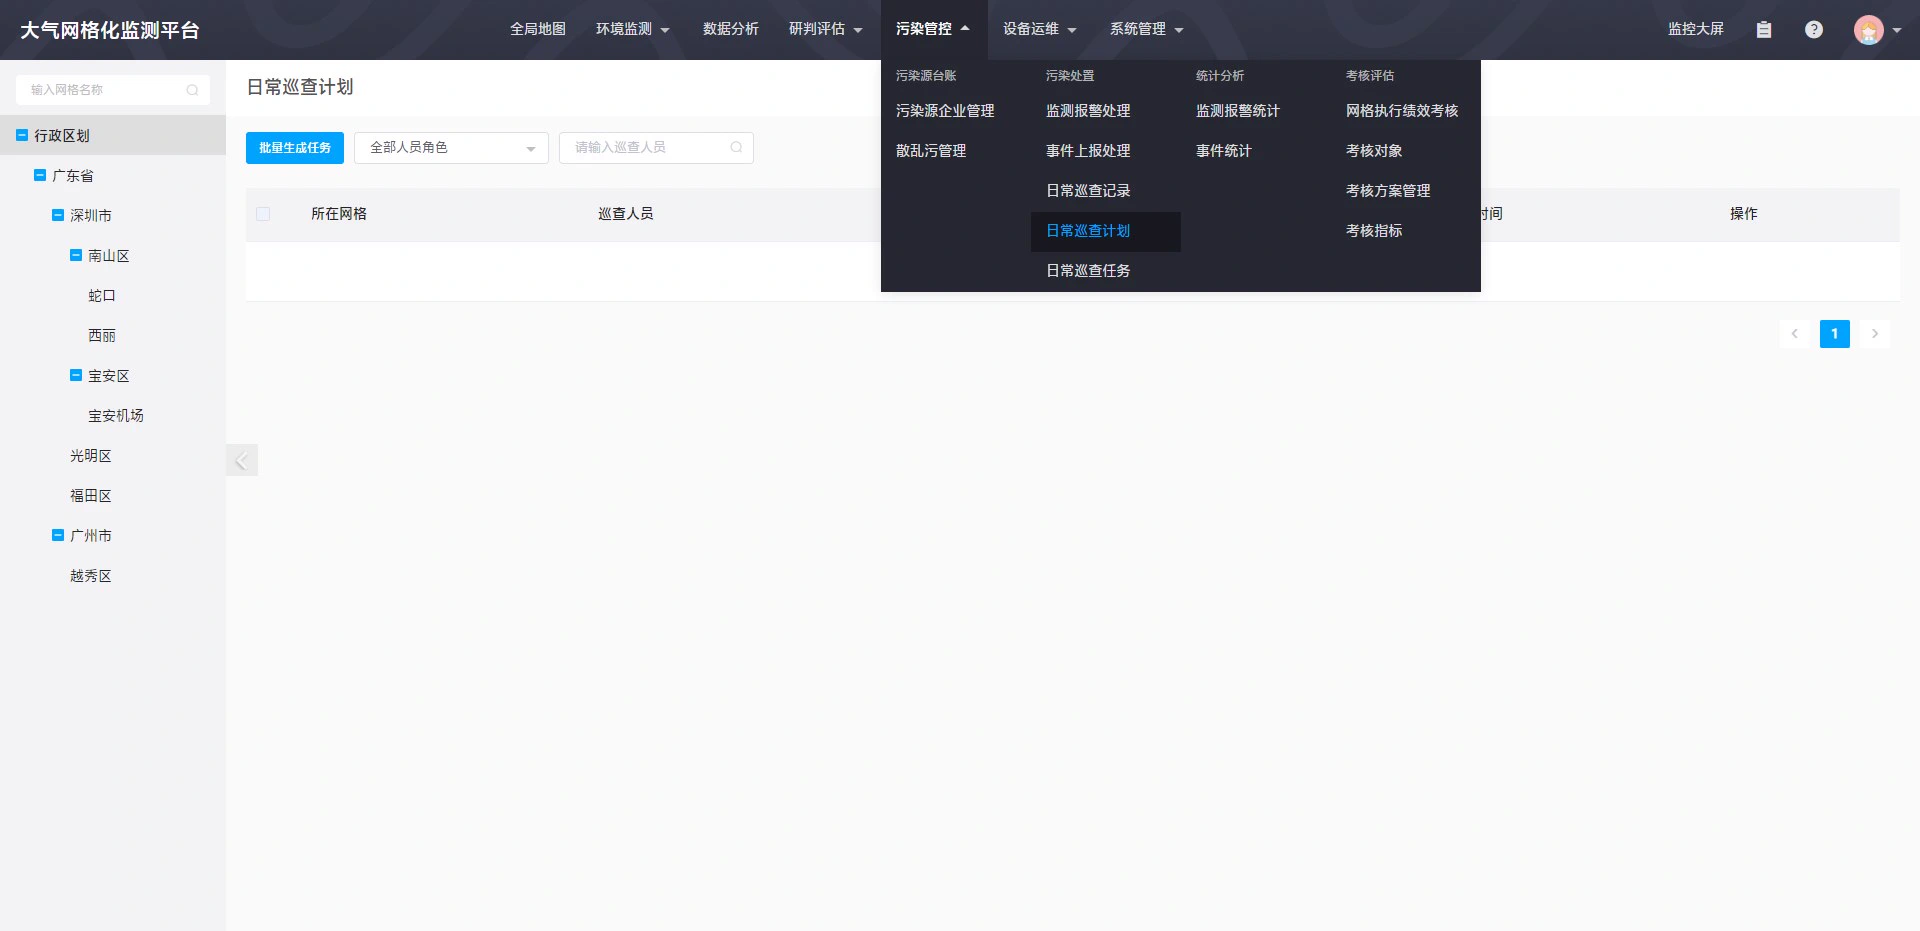 大气网格化监测平台
全局地图
环境监测
数据分析
研判评估
污染管控
设备运维
系统管理
监控大屏
输入网格名称
行政区划
广东省
深圳市
南山区
蛇口
西丽
宝安区
宝安机场
光明区
福田区
广州市
越秀区
日常巡查计划
批量生成任务
全部人员角色
请输入巡查人员
污染源台账
污染源企业管理
散乱污管理
污染处置
监测报警处理
事件上报处理
日常巡查记录
日常巡查计划
日常巡查任务
统计分析
监测报警统计
事件统计
考核评估
网格执行绩效考核
考核对象
考核方案管理
考核指标
所在网格
巡查人员
时间
操作
1